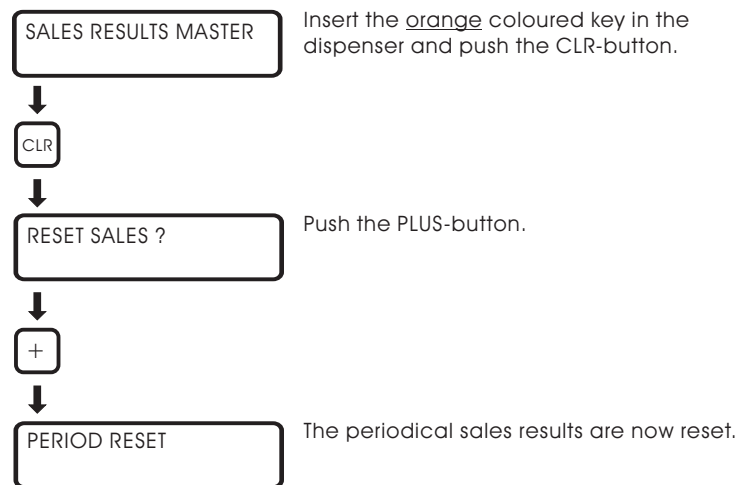 SALES RESULTS MASTER
Insert the orange coloured key in the
dispenser and push the CLR-button.
CLR
RESET SALES ?
Push the PLUS-button.
+
PERIOD RESET
The periodical sales results are now reset.